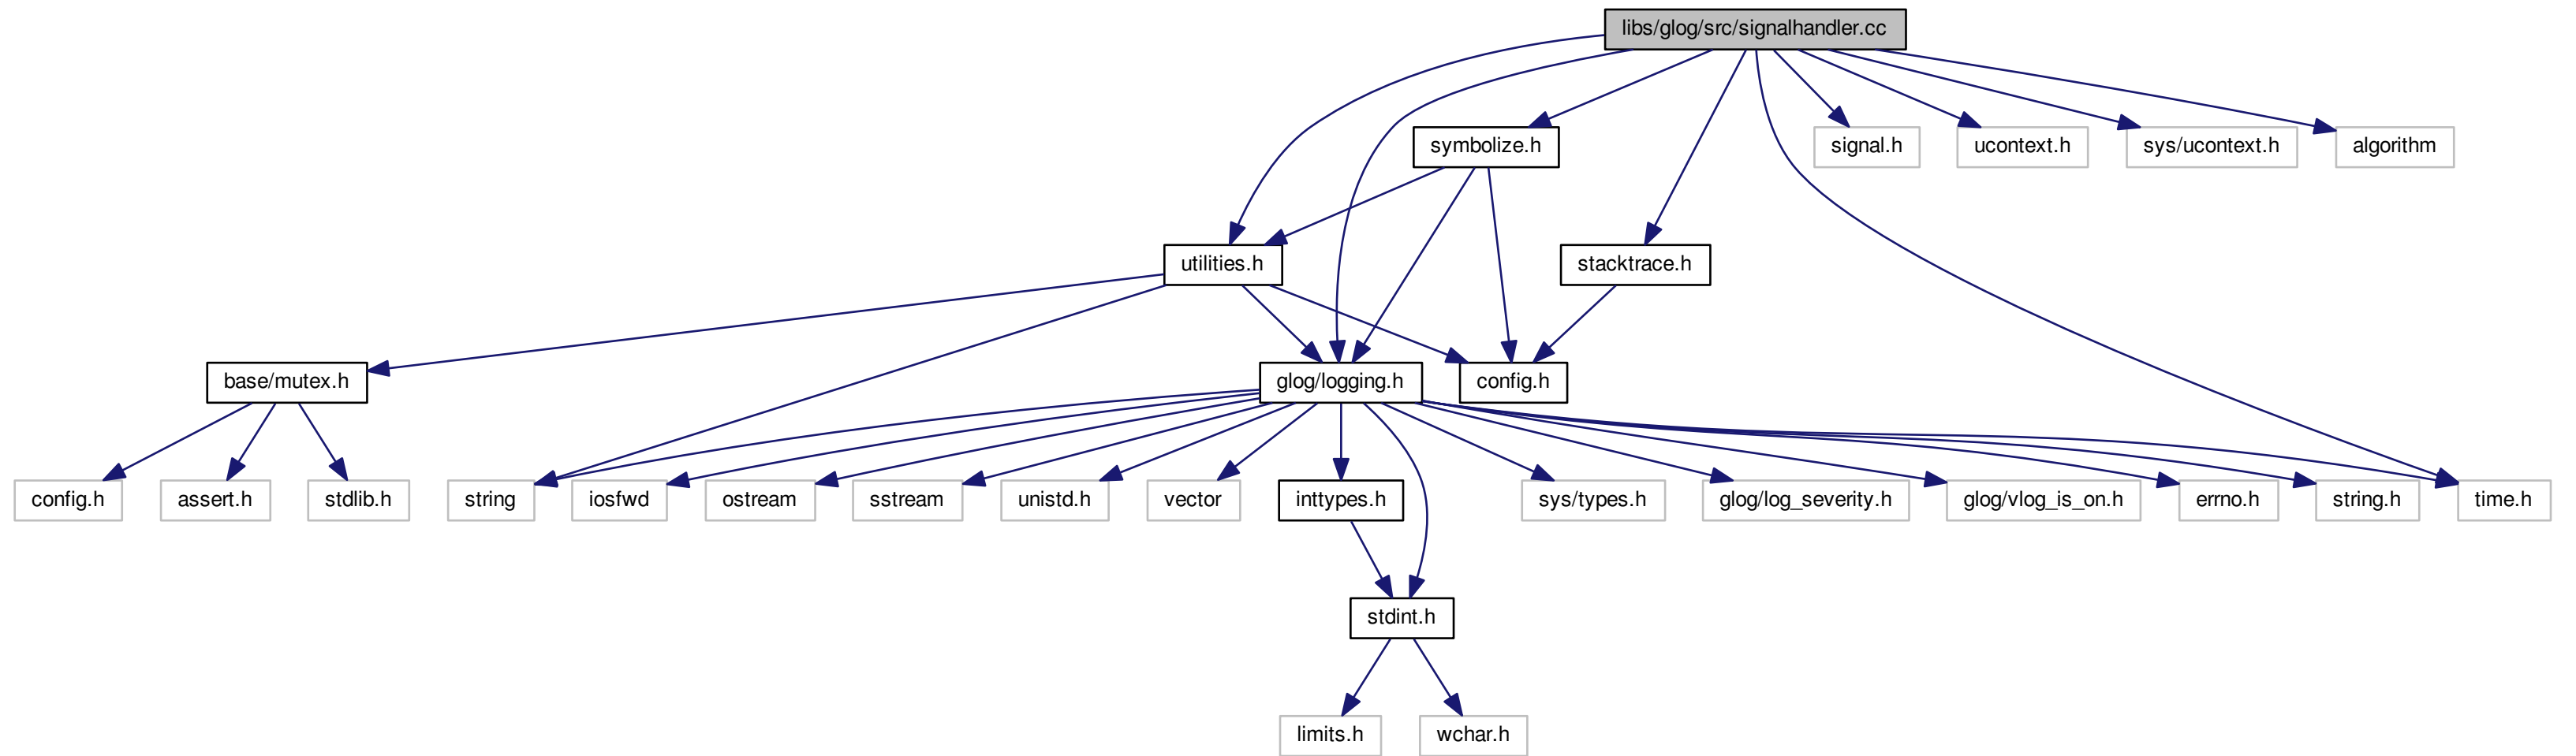 libs/glog/src/signalhandler.cc
symbolize.h
signal.h
ucontext.h
sys/ucontext.h
algorithm
utilities.h
stacktrace.h
base/mutex.h
glog/logging.h
config.h
config.h
assert.h
stdlib.h
string
iosfwd
ostream
sstream
unistd.h
vector
inttypes.h
sys/types.h
glog/log_severity.h
glog/vlog_is_on.h
errno.h
string.h
time.h
stdint.h
limits.h
wchar.h